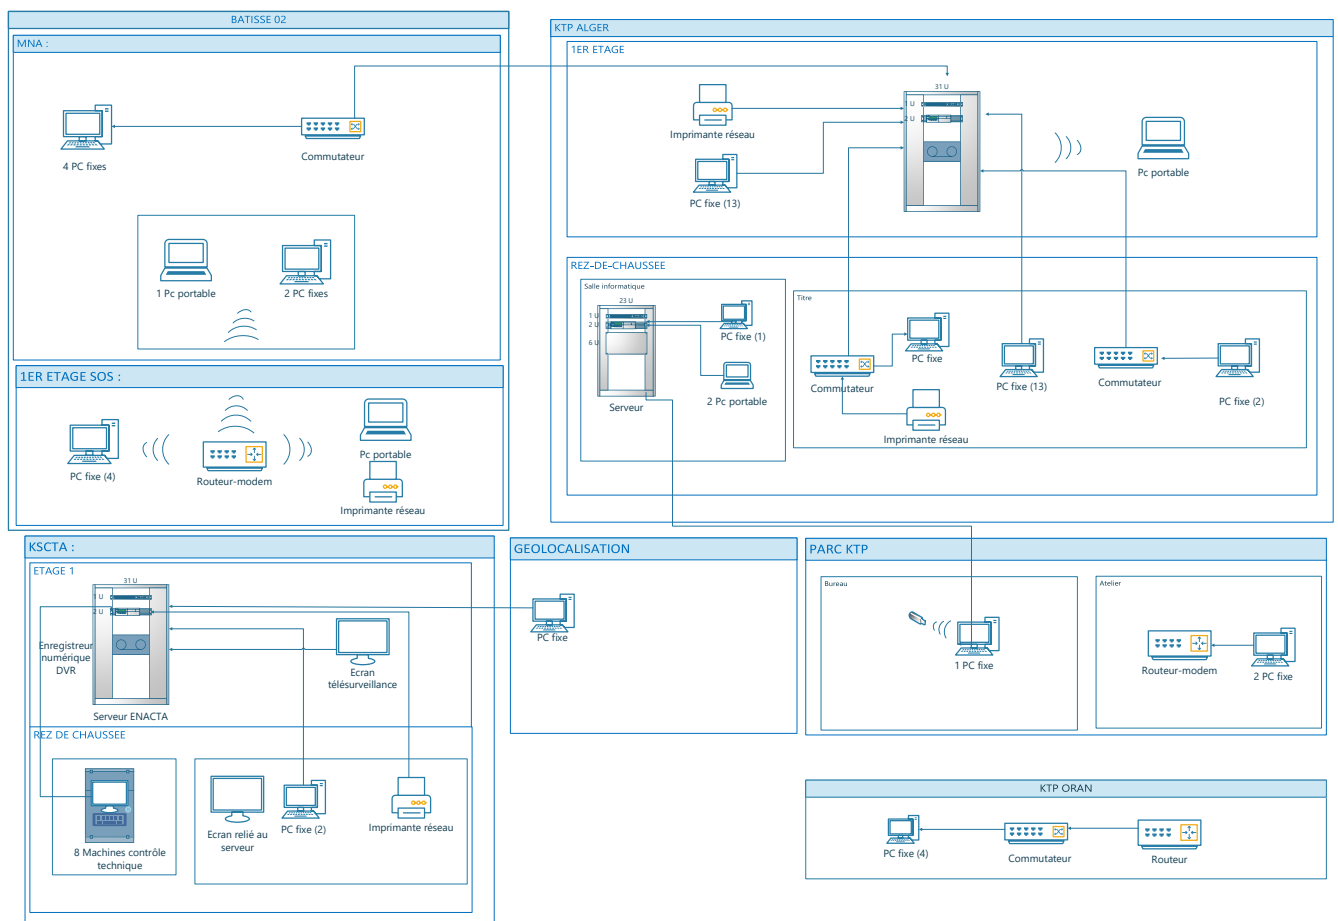 BATISSE 02
MNA :
4 PC fixes
Commutateur
1 Pc portable
2 PC fixes
1ER ETAGE SOS :
PC fixe (4)
Routeur-modem
Pc portable
Imprimante réseau
KTP ALGER
1ER ETAGE
31 U
1 U
2 U
Imprimante réseau
PC fixe (13)
Pc portable
REZ-DE-CHAUSSEE
Salle informatique
23 U
1 U
2 U
6 U
PC fixe (1)
2 Pc portable
Serveur
Titre
PC fixe
Commutateur
Imprimante réseau
PC fixe (13)
Commutateur
PC fixe (2)
KSCTA :
ETAGE 1
31 U
1 U
2 U
Enregistreur
numérique
DVR
Ecran
télésurveillance
Serveur ENACTA
REZ DE CHAUSSEE
8 Machines contrôle
technique
Ecran relié au
serveur
PC fixe (2)
Imprimante réseau
GEOLOCALISATION
PC fixe
PARC KTP
Bureau
1 PC fixe
Atelier
Routeur-modem
2 PC fixe
KTP ORAN
PC fixe (4)
Commutateur
Routeur